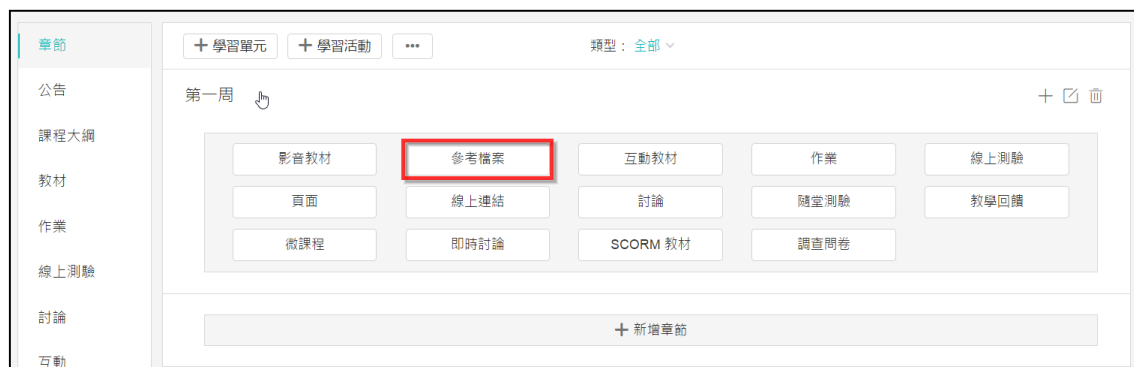 章節
公告
課程大綱
教材
作業
線上測驗
討論
互動
+ 學習單元 + 學習活動 ••• 類型： 全部
第一周
影音教材 參考檔案 互動教材 作業 線上測驗
頁面 線上連結 討論 隨堂測驗 教學回饋
微課程 即時討論 SCORM 教材 調查問卷
+ 新增章節